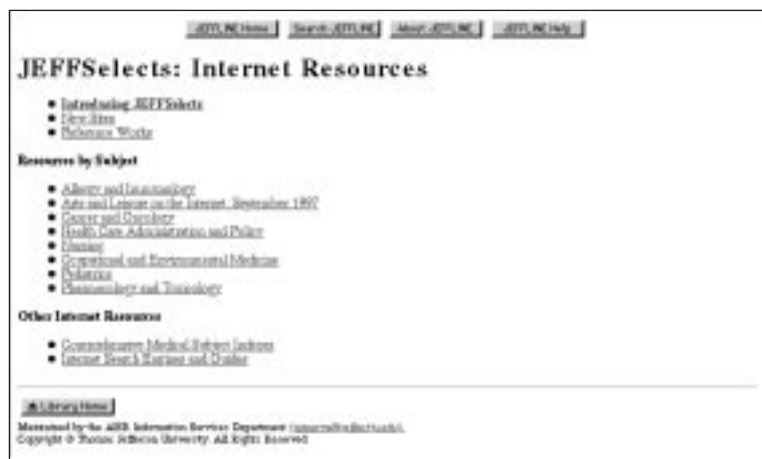 JEFFLINE Home Search JEFFLINE About JEFFLINE JEFFLINE Help
JEFFSelects: Internet Resources
Introducing JEFFSelects
New Sites
Reference Works
Resources by Subject
Allergy and Immunology
Arts and Leisure on the Internet, September 1997
Cancer and Oncology
Health Care Administration and Policy
Nursing
Occupational and Environmental Medicine
Pediatrics
Pharmacology and Toxicology
Other Internet Resources
Comprehensive Medical Subject Indexes
Internet Search Engines and Guides
Library Home
Maintained by the AISR Information Services Department
Copyright © Thomas Jefferson University. All Rights Reserved